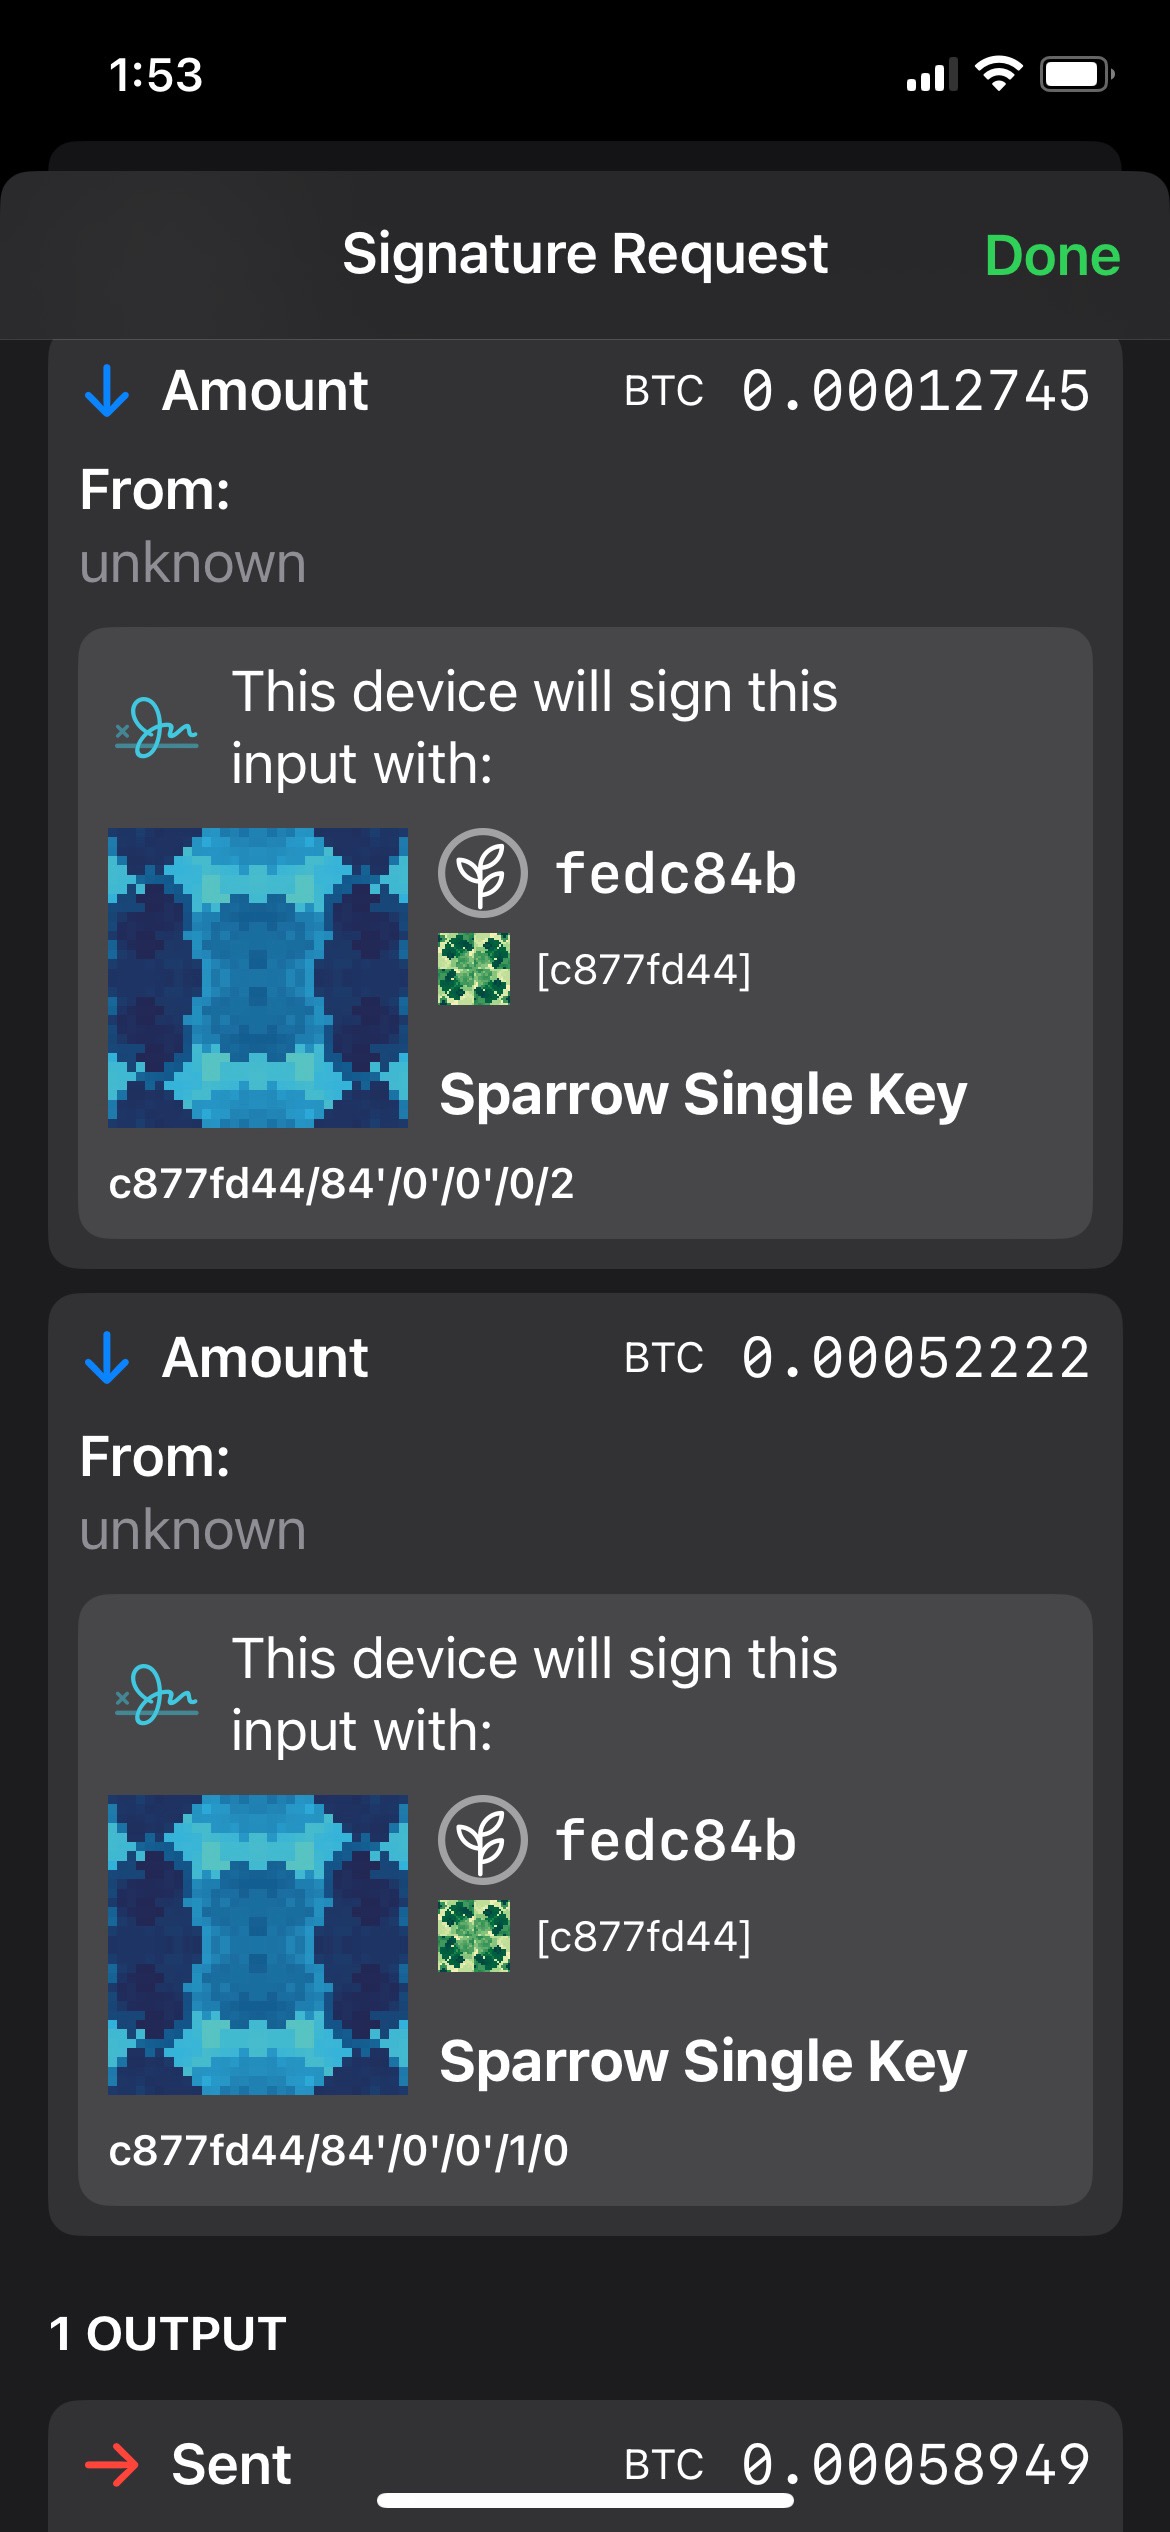 1:53
Signature Request
Done
Amount BTC 0.00012745
From:
unknown
This device will sign this
input with:
fedc84b
[c877fd44]
Sparrow Single Key
c877fd44/84'/0'/0'/0/2
Amount BTC 0.00052222
From:
unknown
This device will sign this
input with:
fedc84b
[c877fd44]
Sparrow Single Key
c877fd44/84'/0'/0'/1/0
1 OUTPUT
Sent BTC 0.00058949